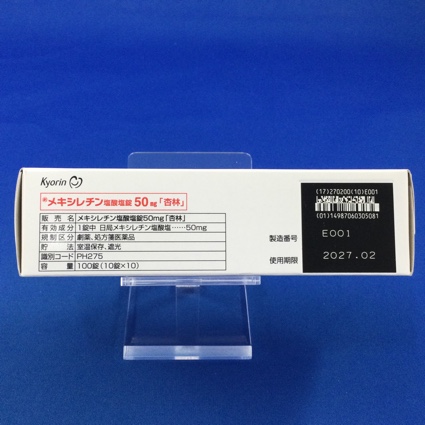 Kyorin
※メキシレチン塩酸塩錠50mg「杏林」
販売名 メキシレチン塩酸塩錠50mg「杏林」
有効成分 1錠中 日局メキシレチン塩酸塩……50mg
規制区分 劇薬、処方箋医薬品
貯法 室温保存、遮光
識別コード PH275
容量 100錠(10錠×10)
(17)270200(10)E001
(01)14987060305081
製造番号 E001
使用期限 2027.02